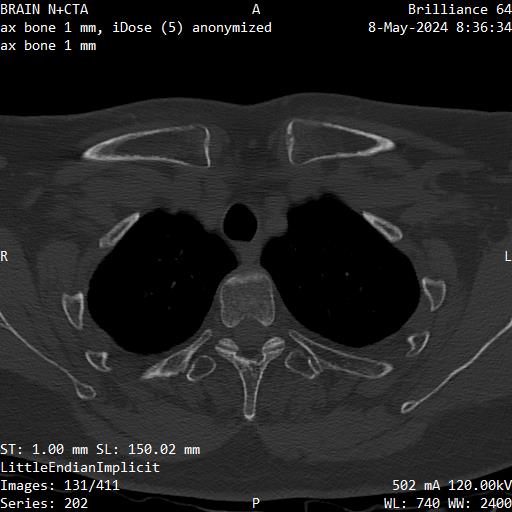 BRAIN N+CTA A Brilliance 64
ax bone 1 mm, iDose (5) anonymized 8-May-2024 8:36:34
ax bone 1 mm
R L
ST: 1.00 mm SL: 150.02 mm
LittleEndianImplicit
Images: 131/411 502 mA 120.00kV
Series: 202 P WL: 740 WW: 2400